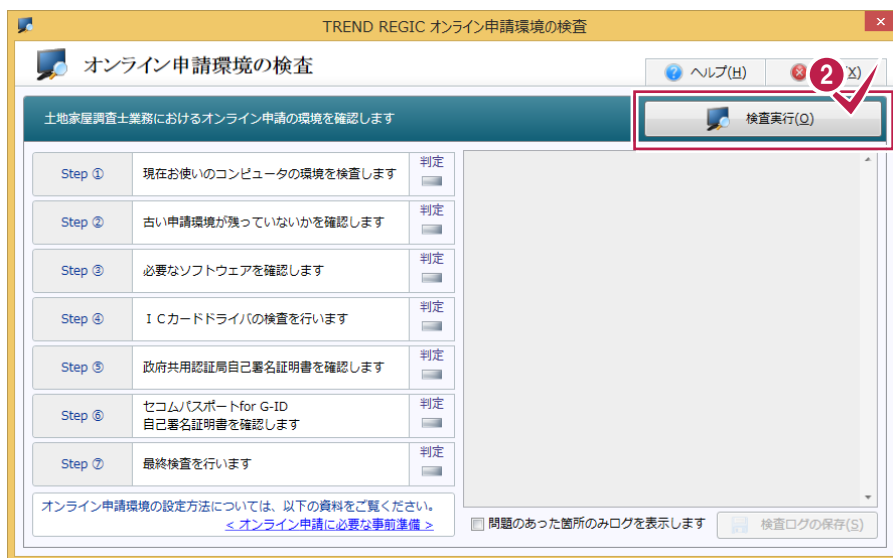 TREND REGIC オンライン申請環境の検査
オンライン申請環境の検査
ヘルプ(H)
2
X)
土地家屋調査士業務におけるオンライン申請の環境を確認します
検査実行(O)
Step ① 現在お使いのコンピュータの環境を検査します 判定
Step ② 古い申請環境が残っていないかを確認します 判定
Step ③ 必要なソフトウェアを確認します 判定
Step ④ ICカードドライバの検査を行います 判定
Step ⑤ 政府共用認証局自己署名証明書を確認します 判定
Step ⑥ セコムパスポートfor G-ID 判定
自己署名証明書を確認します
Step ⑦ 最終検査を行います 判定
オンライン申請環境の設定方法については、以下の資料をご覧ください。
< オンライン申請に必要な事前準備 >
問題のあった箇所のみログを表示します
検査ログの保存(S)